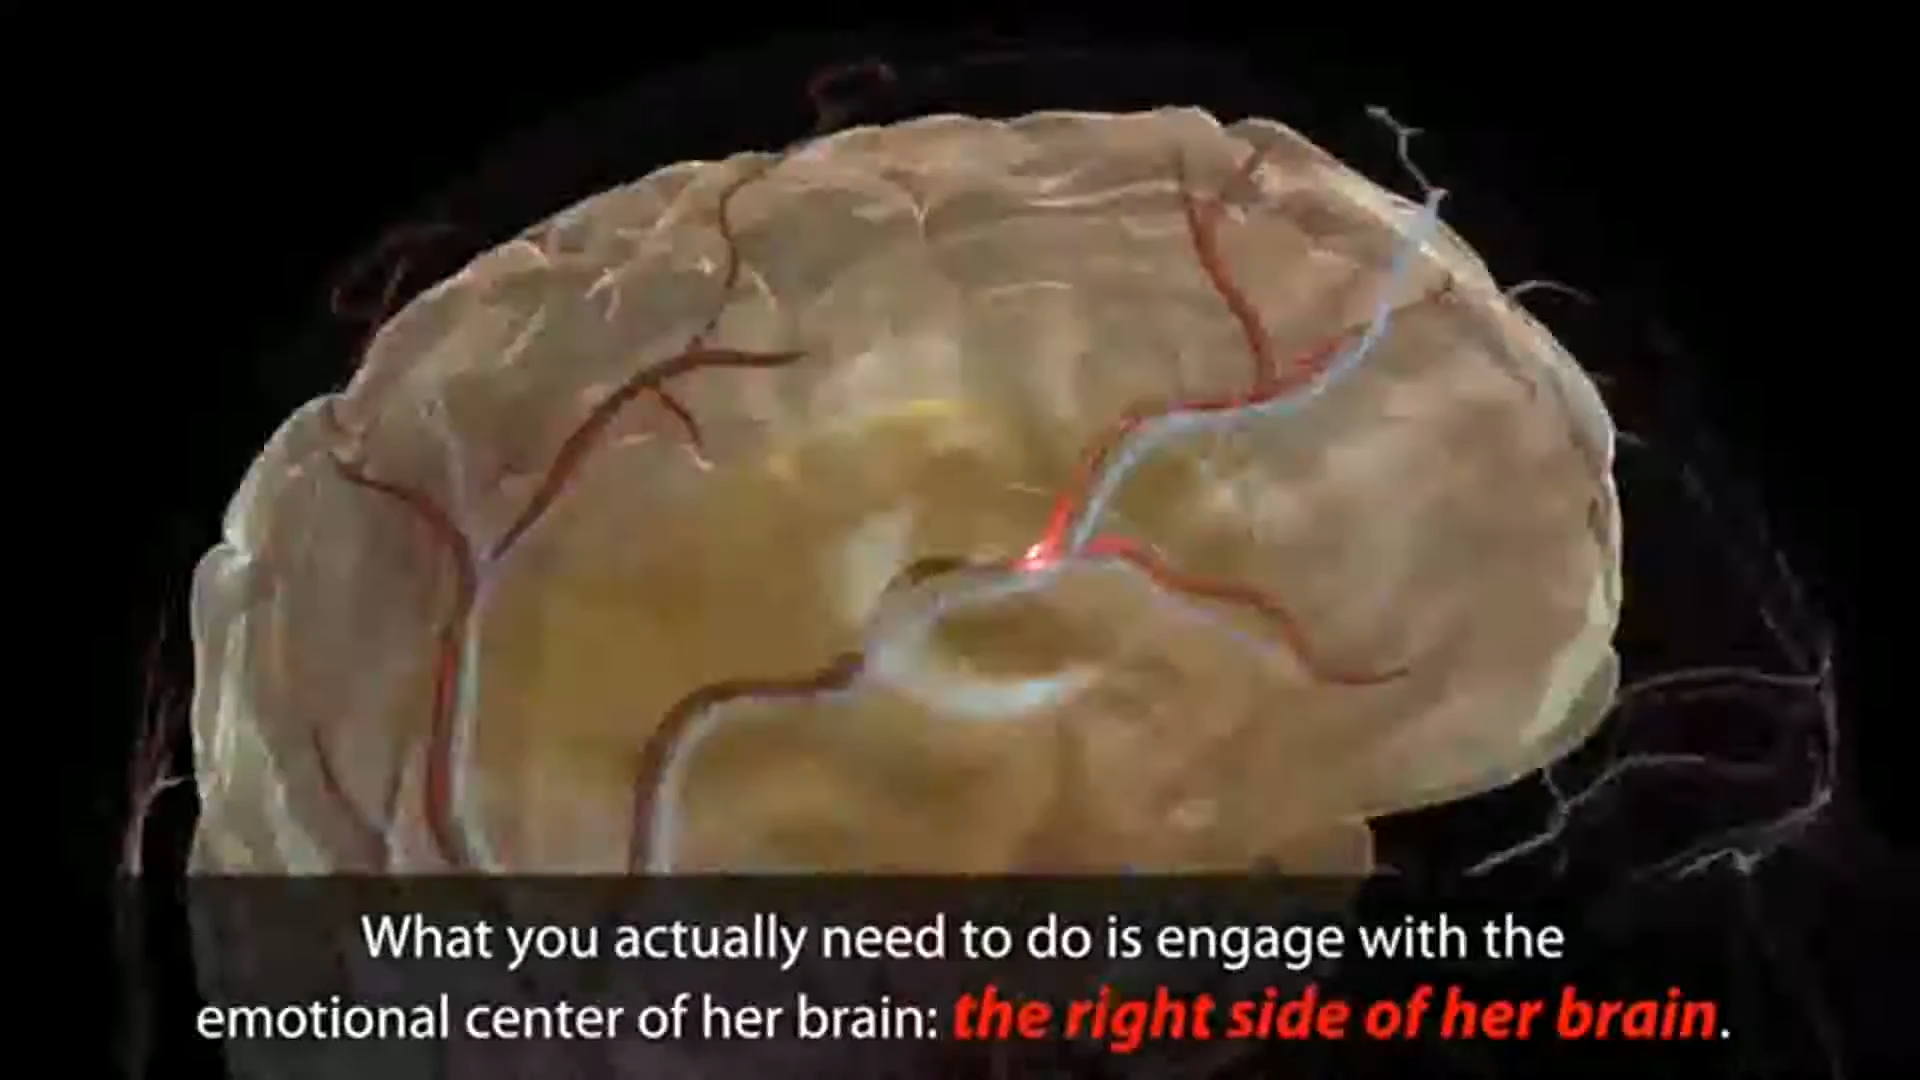 What you actually need to do is engage with the
emotional center of her brain: the right side of her brain.